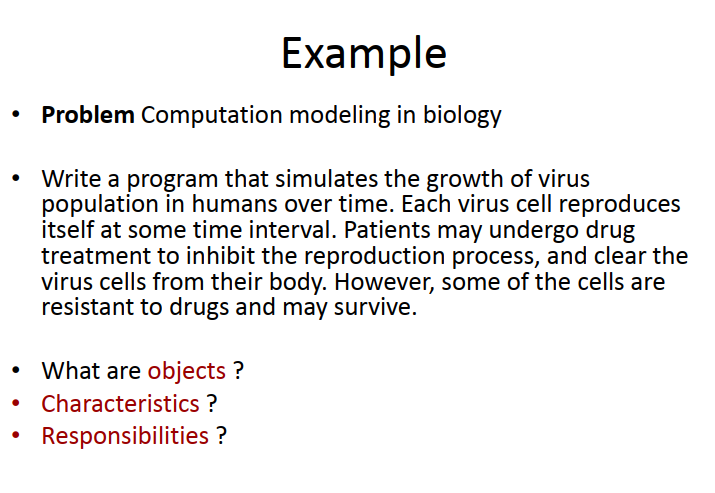 Example
• Problem Computation modeling in biology
• Write a program that simulates the growth of virus
population in humans over time. Each virus cell reproduces
itself at some time interval. Patients may undergo drug
treatment to inhibit the reproduction process, and clear the
virus cells from their body. However, some of the cells are
resistant to drugs and may survive.
• What are objects ?
• Characteristics ?
• Responsibilities ?